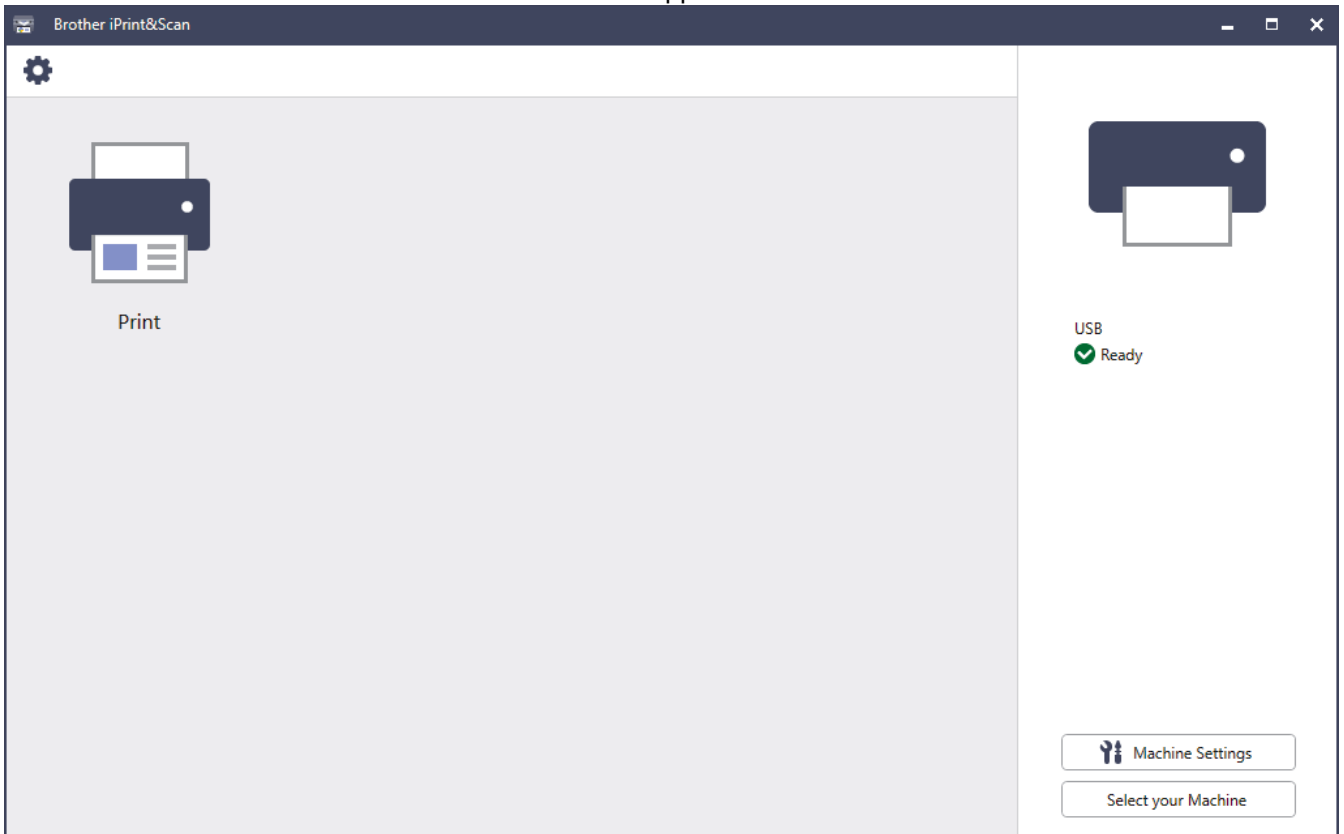 Brother iPrint&Scan
Print
USB
Ready
Machine Settings
Select your Machine